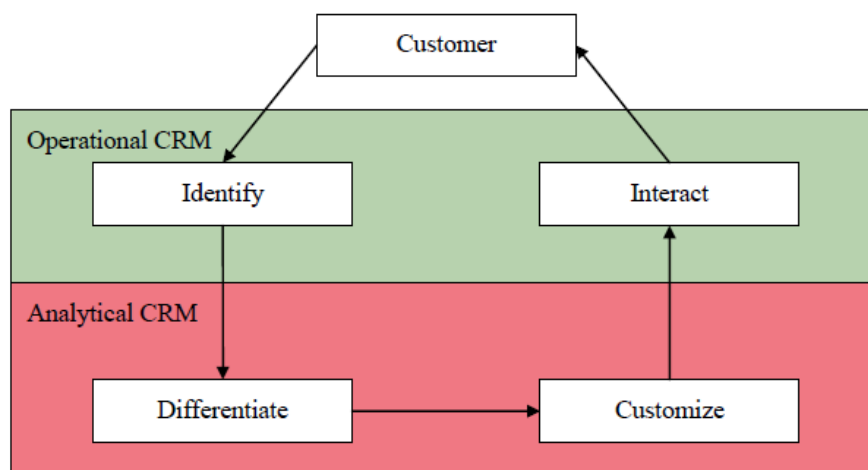 Customer
Operational CRM
Identify
Interact
Analytical CRM
Differentiate
Customize